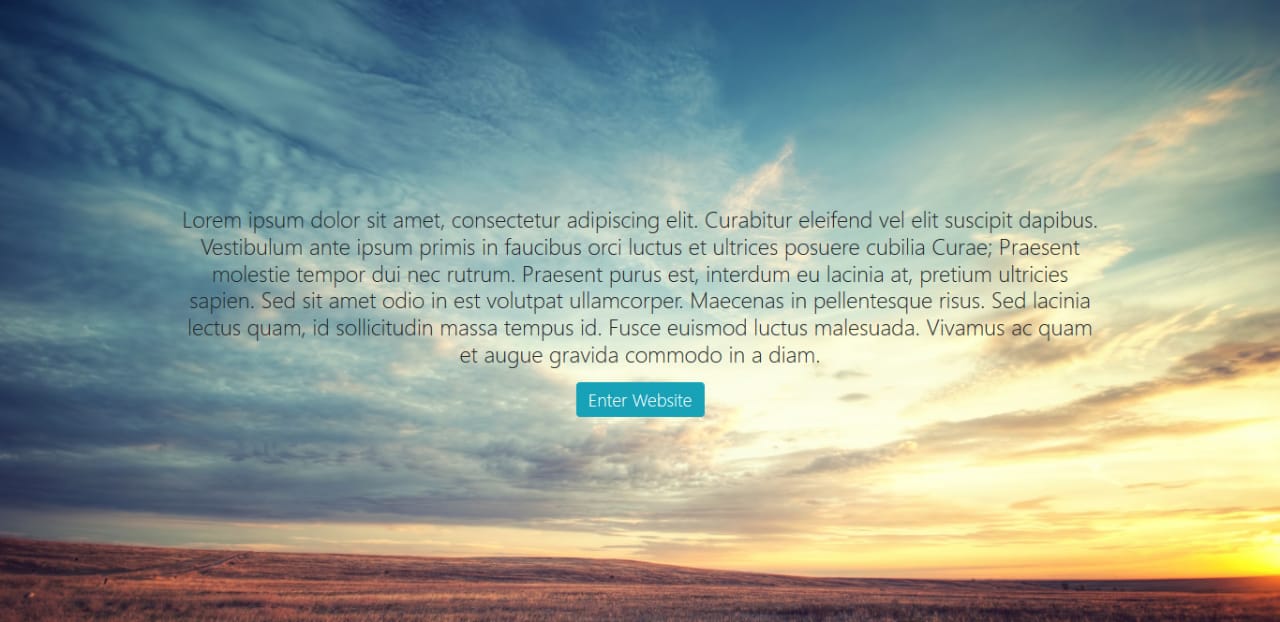 Lorem ipsum dolor sit amet, consectetur adipiscing elit. Curabitur eleifend vel elit suscipit dapibus.
Vestibulum ante ipsum primis in faucibus orci luctus et ultrices posuere cubilia Curae; Praesent
molestie tempor dui nec rutrum. Praesent purus est, interdum eu lacinia at, pretium ultricies
sapien. Sed sit amet odio in est volutpat ullamcorper. Maecenas in pellentesque risus. Sed lacinia
lectus quam, id sollicitudin massa tempus id. Fusce euismod luctus malesuada. Vivamus ac quam
et augue gravida commodo in a diam.
Enter Website